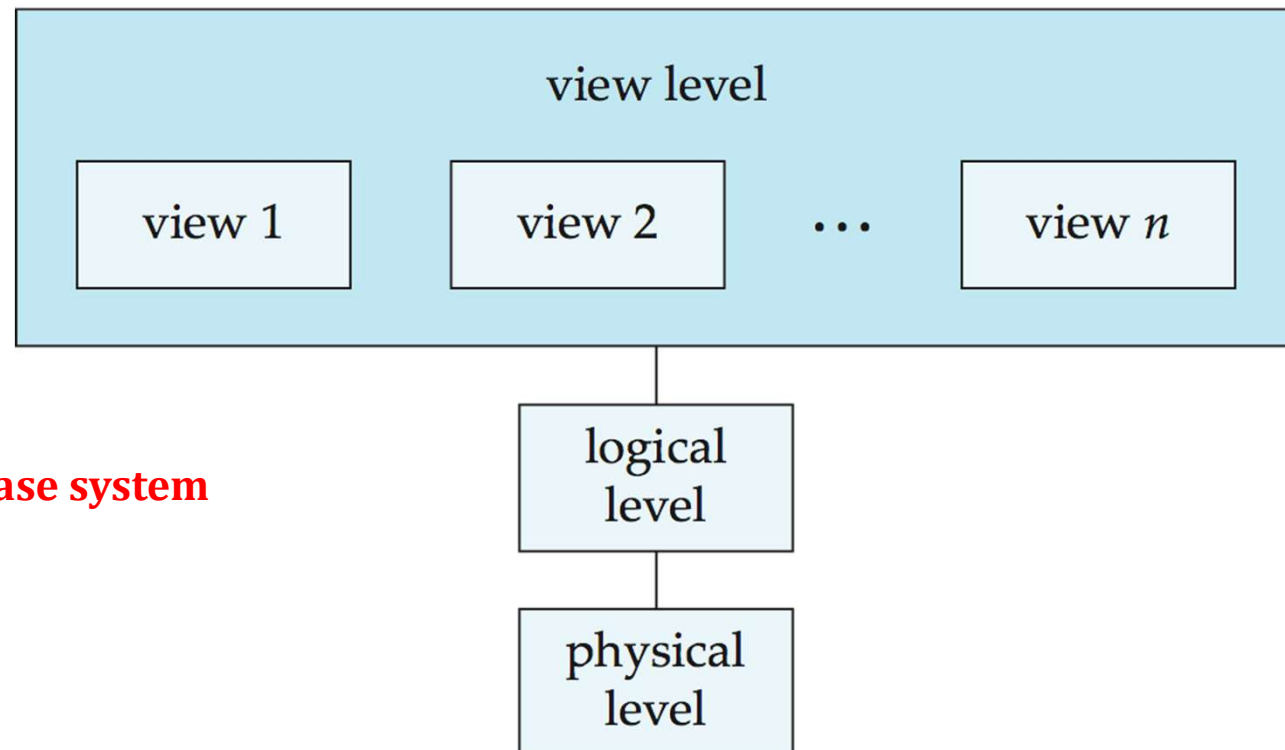 view level
view 1
view 2
...
view n
logical
level
ase system
physical
level